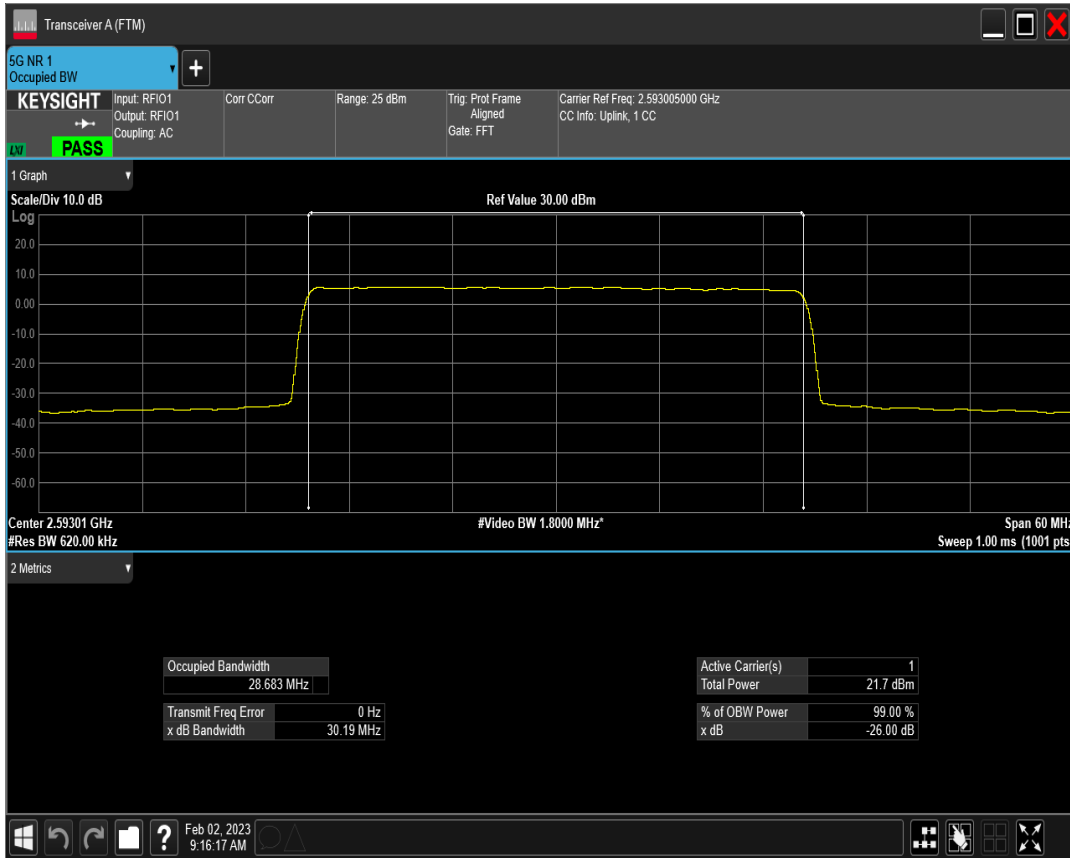 Transceiver A (FTM)
5G NR 1
Occupied BW
KEYSIGHT
LXI
PASS
Input: RFIO1
Output: RFIO1
Coupling: AC
Corr CCorr
Range: 25 dBm
Trig: Prot Frame
Aligned
Gate: FFT
Carrier Ref Freq: 2.593005000 GHz
CC Info: Uplink, 1 CC
1 Graph
Scale/Div 10.0 dB
Ref Value 30.00 dBm
Log
20.0
10.0
0.00
-10.0
-20.0
-30.0
-40.0
-50.0
-60.0
Center 2.59301 GHz
#Video BW 1.8000 MHz*
Span 60 MHz
#Res BW 620.00 kHz
Sweep 1.00 ms (1001 pts
2 Metrics
Occupied Bandwidth
28.683 MHz
Transmit Freq Error 0 Hz
x dB Bandwidth 30.19 MHz
Active Carrier(s) 1
Total Power 21.7 dBm
% of OBW Power 99.00 %
x dB -26.00 dB
Feb 02, 2023
9:16:17 AM